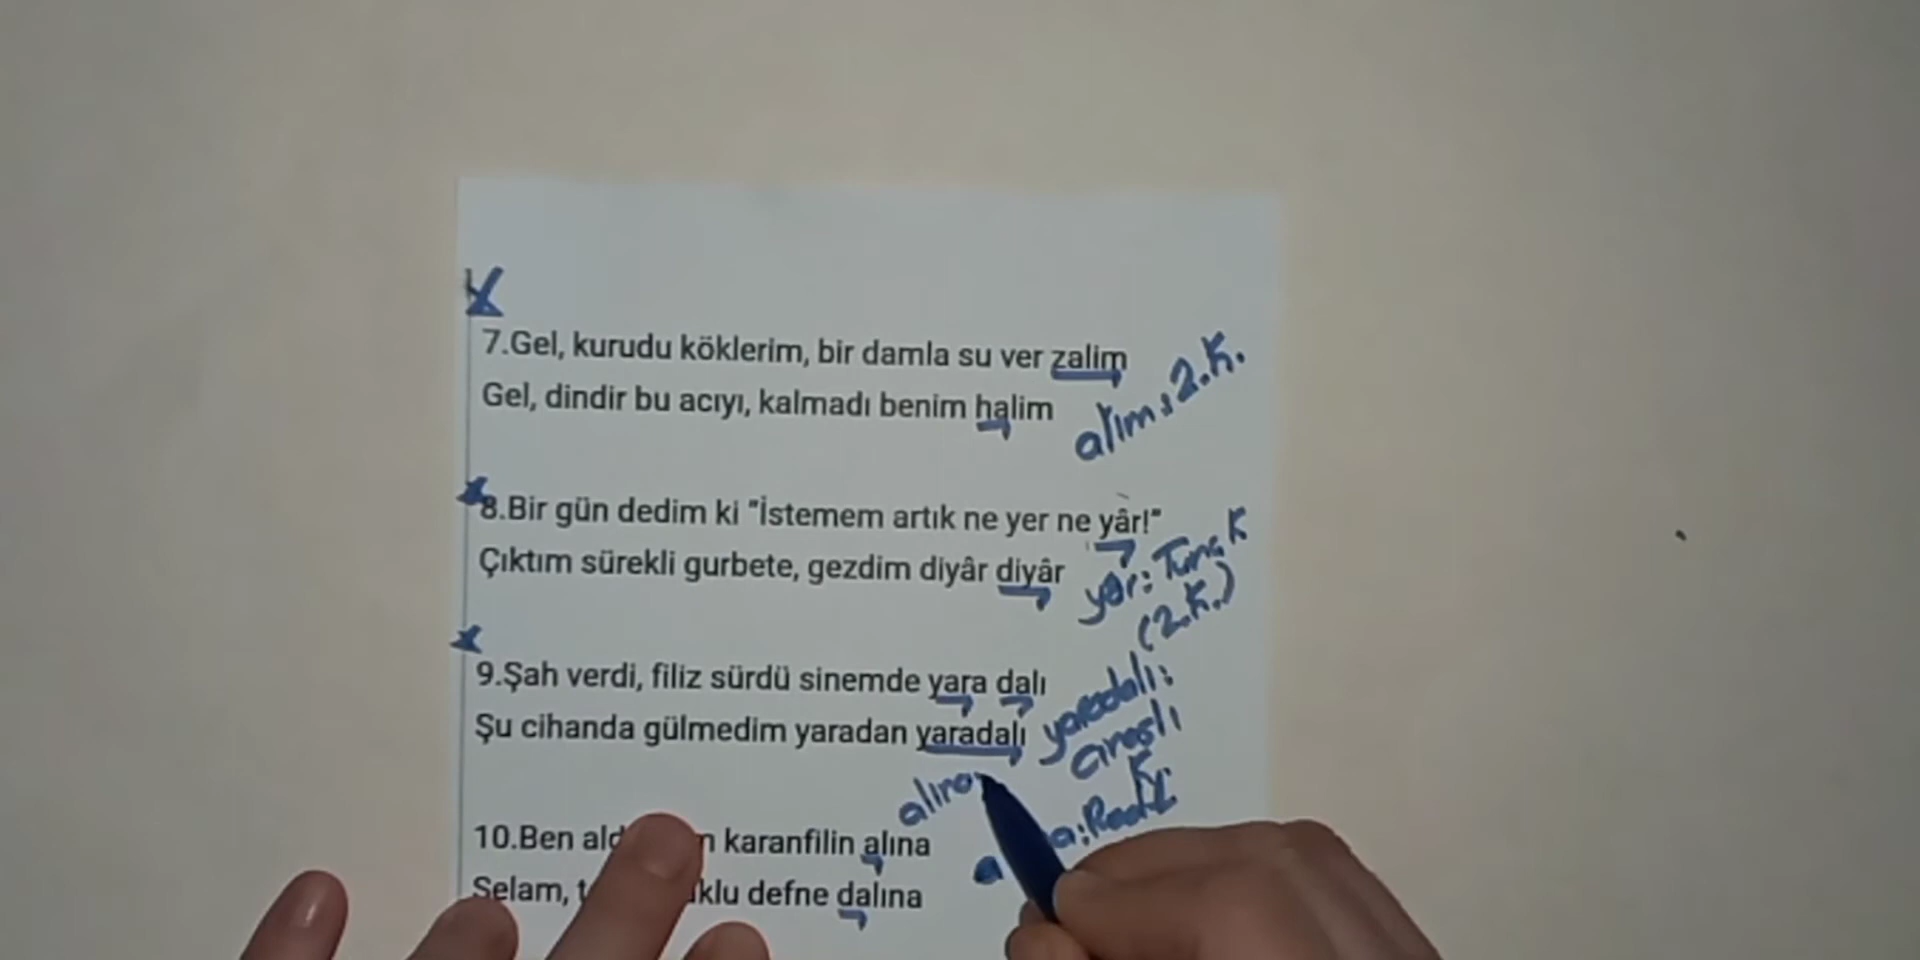 7.Gel, kurudu köklerim, bir damla su ver zalim
Gel, dindir bu acıyı, kalmadı benim halim
alim, 2.K.
8.Bir gün dedim ki "İstemem artık ne yer ne yâr!"
Çıktım sürekli gurbete, gezdim diyâr diyâr
yâr: Tunç K
(2.K.)
9.Şah verdi, filiz sürdü sinemde yara dalı
Şu cihanda gülmedim yaradan yaradalı
yaradalı:
cinaslı
K.
10.Ben karanfilin alına
Selam, defne dalına